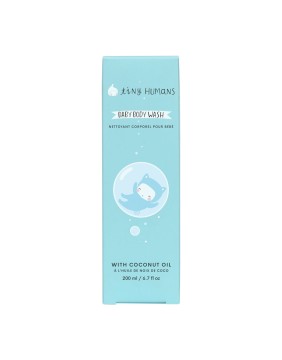 tiny HUMANS
BABY BODY WASH
NETTOYANT CORPOREL POUR BÉBÉ
WITH COCONUT OIL
À L'HUILE DE NOIX DE COCO
200 ml / 6.7 fl oz